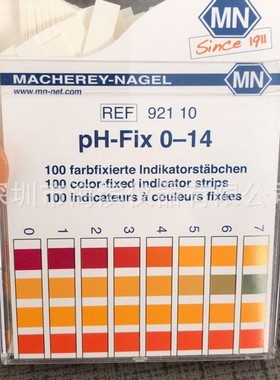 MN
Since 1911
MACHEREY-NAGEL
www.mn-net.com
MN
REF 921 10
pH-Fix 0–14
100 farbfixierte Indikatorstäbchen
100 color-fixed indicator strips
100 indicateurs à couleurs fixées
0 1 2 3 4 5 6 7